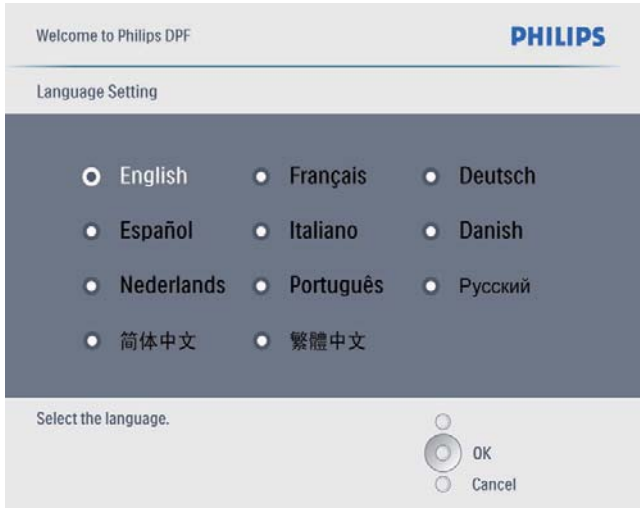 Welcome to Philips DPF
PHILIPS
Language Setting
English Français Deutsch
Español Italiano Danish
Nederlands Português Русский
简体中文 繁體中文
Select the language.
OK
Cancel